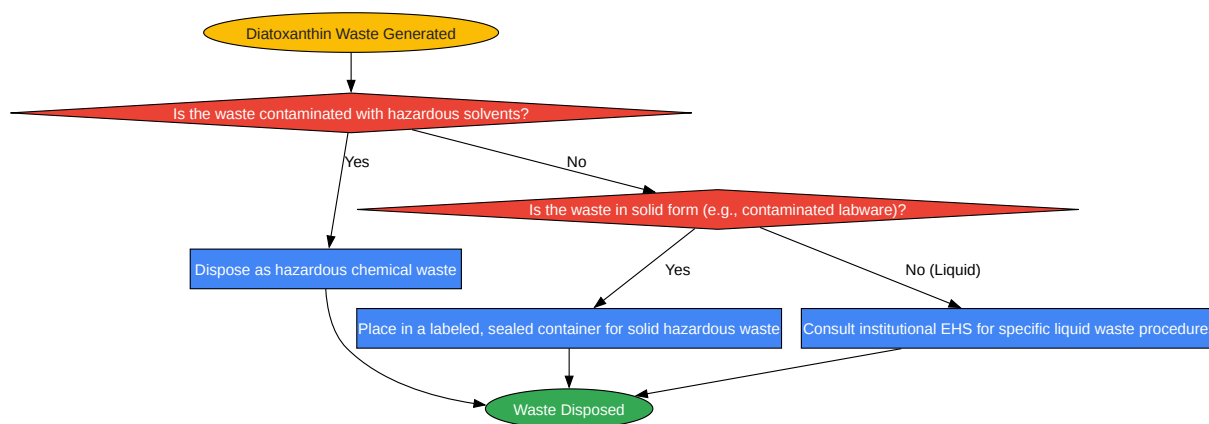 Diatoxanthin Waste Generated
Is the waste contaminated with hazardous solvents?
Yes
No
Is the waste in solid form (e.g., contaminated labware)?
Dispose as hazardous chemical waste
Yes
No (Liquid)
Place in a labeled, sealed container for solid hazardous waste
Consult institutional EHS for specific liquid waste procedure
Waste Disposed